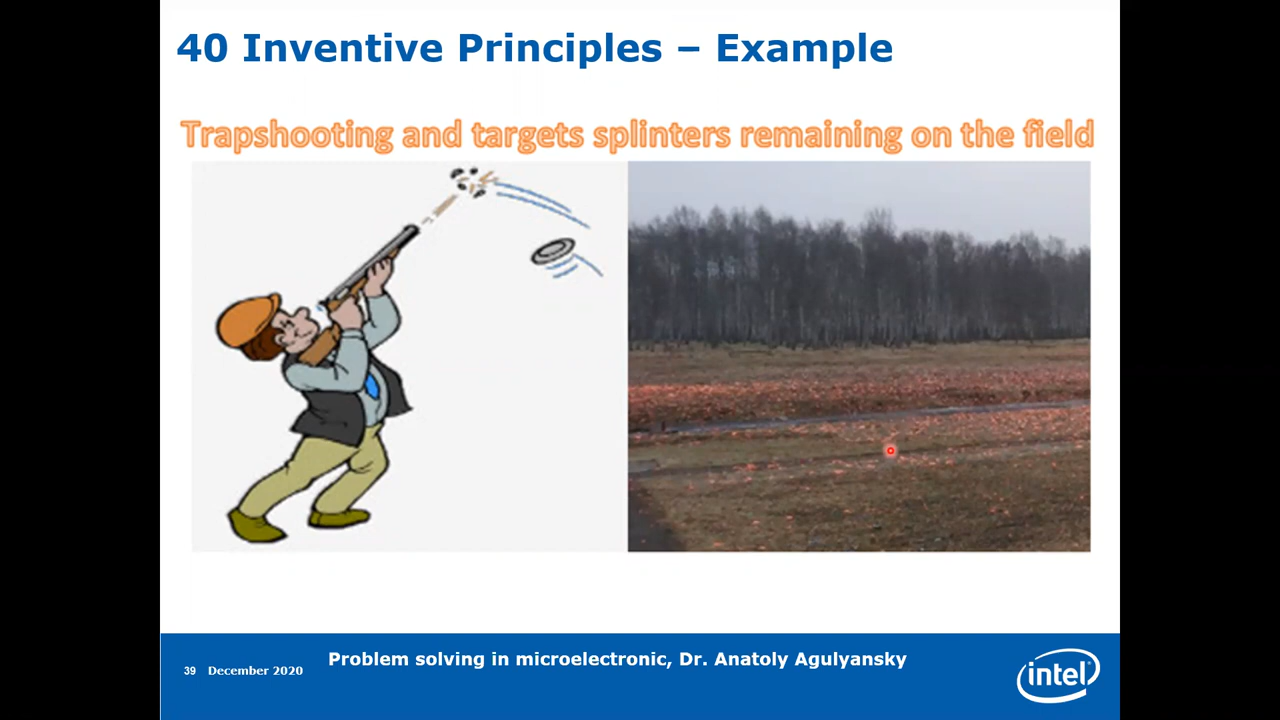 40 Inventive Principles – Example
Trapshooting and targets splinters remaining on the field
39 December 2020
Problem solving in microelectronic, Dr. Anatoly Agulyansky
intel